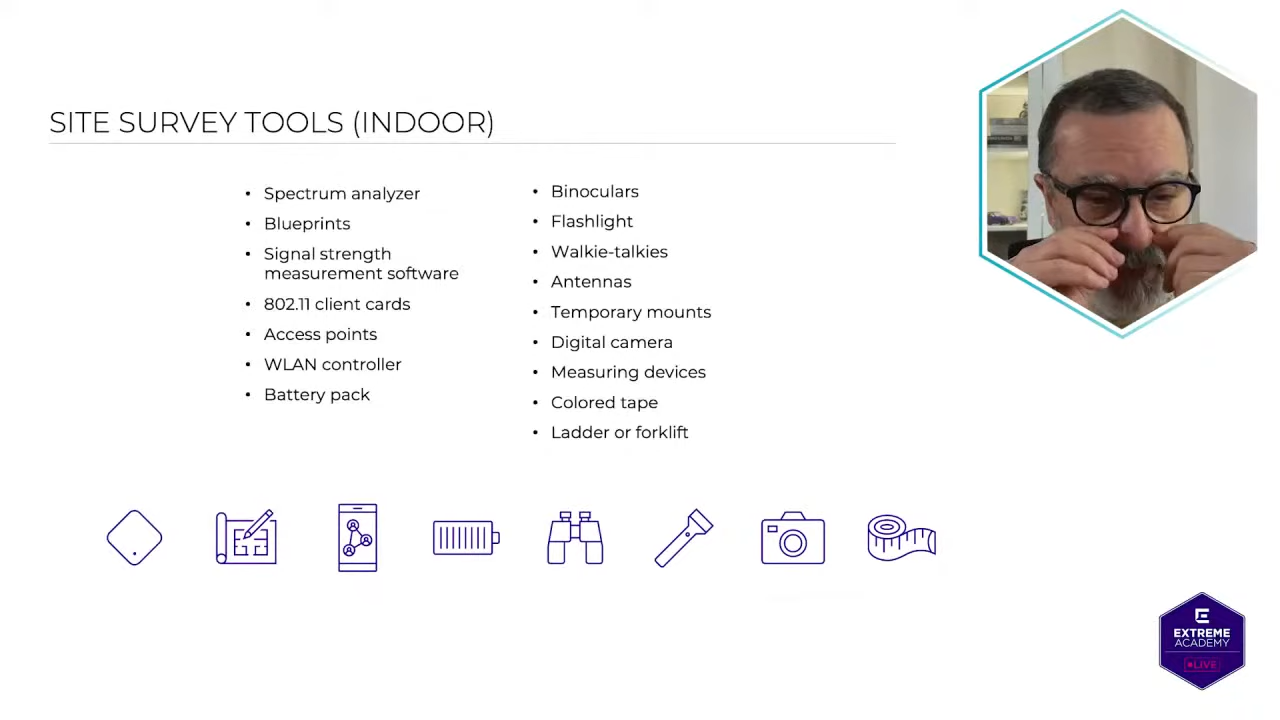 SITE SURVEY TOOLS (INDOOR)
• Spectrum analyzer
• Blueprints
• Signal strength
measurement software
• 802.11 client cards
• Access points
• WLAN controller
• Battery pack
• Binoculars
• Flashlight
• Walkie-talkies
• Antennas
• Temporary mounts
• Digital camera
• Measuring devices
• Colored tape
• Ladder or forklift
EXTREME
ACADEMY
LIVE